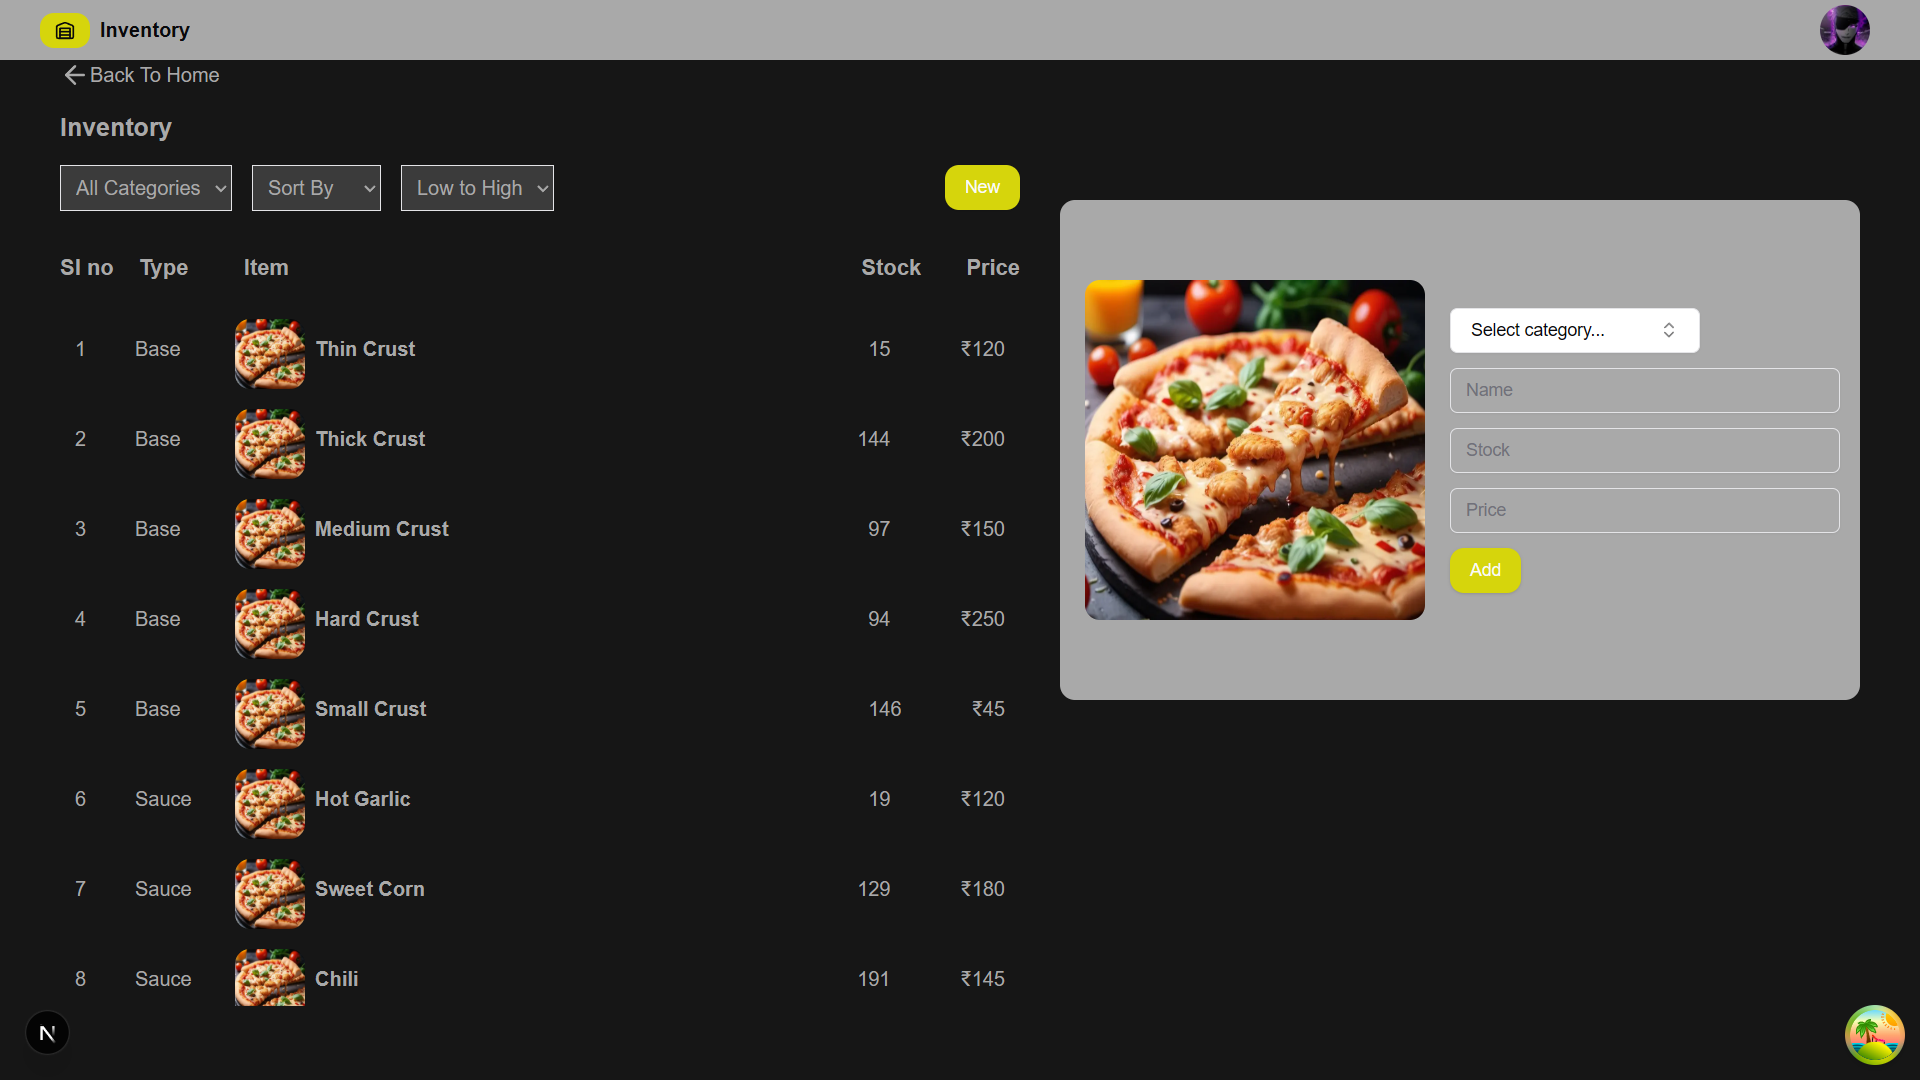 Inventory
Back To Home
Inventory
All Categories Sort By Low to High New
Sl no Type Item Stock Price
1 Base Thin Crust 15 ₹120
2 Base Thick Crust 144 ₹200
3 Base Medium Crust 97 ₹150
4 Base Hard Crust 94 ₹250
5 Base Small Crust 146 ₹45
6 Sauce Hot Garlic 19 ₹120
7 Sauce Sweet Corn 129 ₹180
8 Sauce Chili 191 ₹145
Select category...
Name
Stock
Price
Add
N